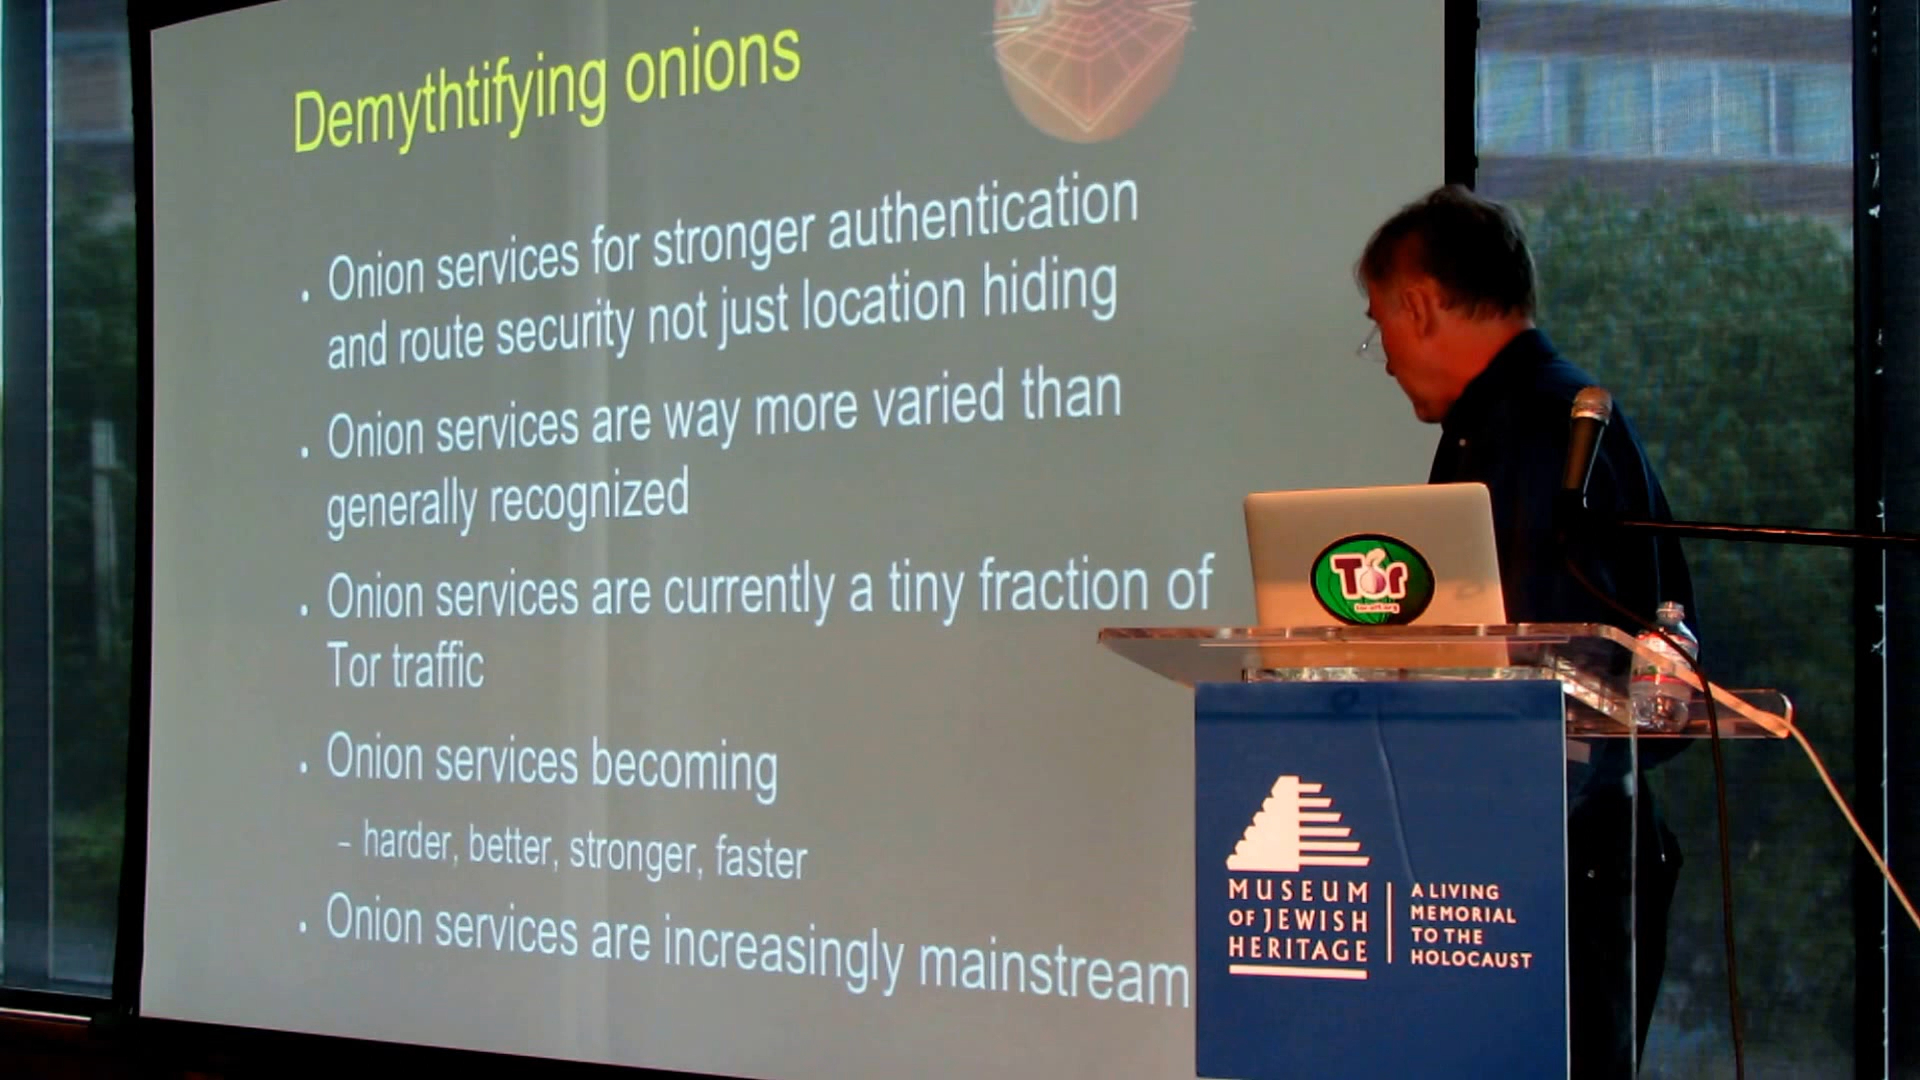 Demythtifying onions
. Onion services for stronger authentication
and route security not just location hiding
. Onion services are way more varied than
generally recognized
. Onion services are currently a tiny fraction of
Tor traffic
. Onion services becoming
– harder, better, stronger, faster
. Onion services are increasingly mainstream
Tor
MUSEUM
OF JEWISH
HERITAGE
A LIVING
MEMORIAL
TO THE
HOLOCAUST